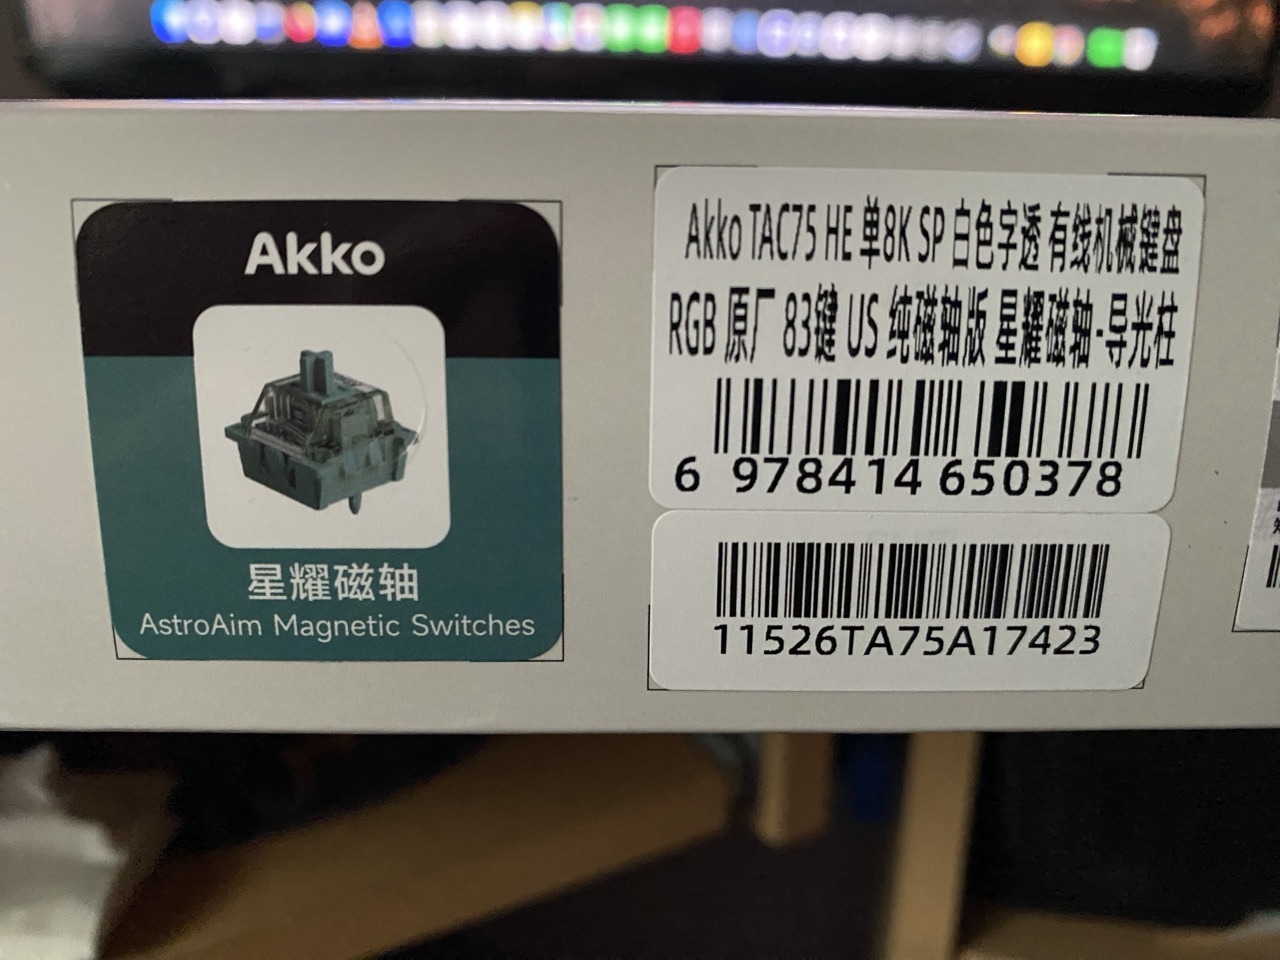 Akko
星耀磁轴
AstroAim Magnetic Switches
Akko TAC75 HE 单8K SP 白色字透 有线机械键盘
RGB 原厂 83键 US 纯磁轴版 星耀磁轴-导光柱
6 978414 650378
11526TA75A17423